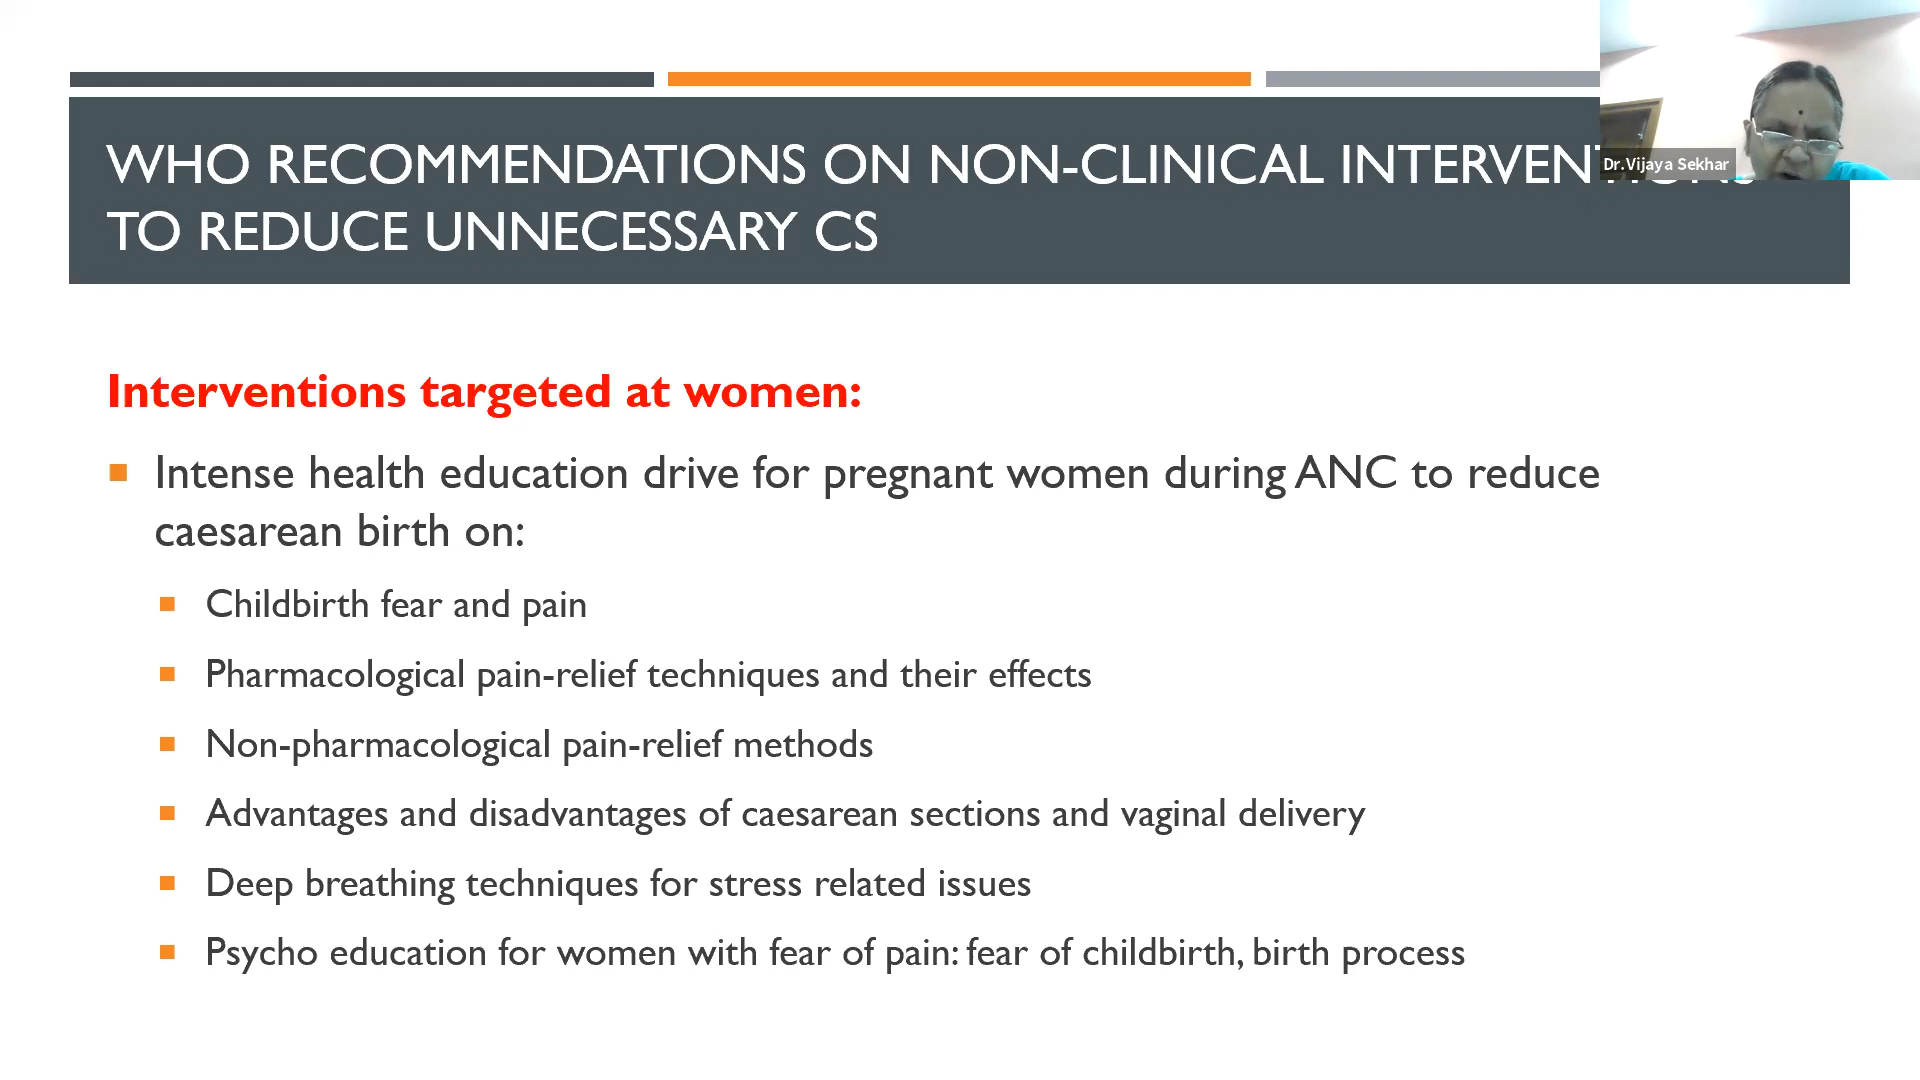 WHO RECOMMENDATIONS ON NON-CLINICAL
Dr.Vijaya Sekhar
TO REDUCE UNNECESSARY CS
Interventions targeted at women:
Intense health education drive for pregnant women during ANC to reduce
caesarean birth on:
Childbirth fear and pain
Pharmacological pain-relief techniques and their effects
Non-pharmacological pain-relief methods
Advantages and disadvantages of caesarean sections and vaginal delivery
Deep breathing techniques for stress related issues
Psycho education for women with fear of pain: fear of childbirth, birth process